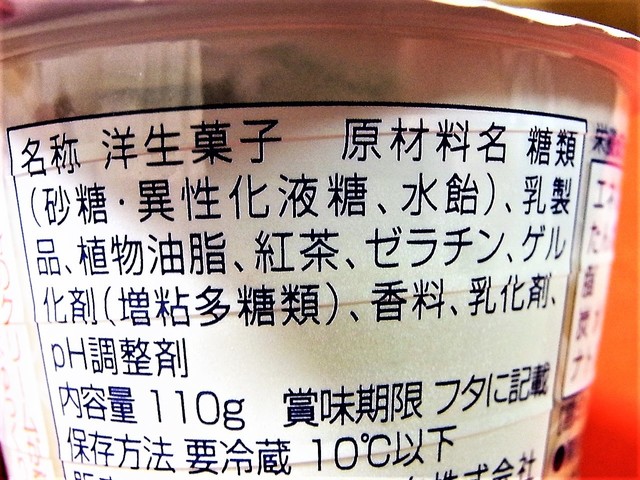 名称 洋生菓子 原材料名 糖類
(砂糖・異性化液糖、水飴)、乳製
品、植物油脂、紅茶、ゼラチン、ゲル
化剤(増粘多糖類)、香料、乳化剤、
pH調整剤
内容量 110g 賞味期限 フタに記載
保存方法 要冷蔵 10℃以下
株式会社